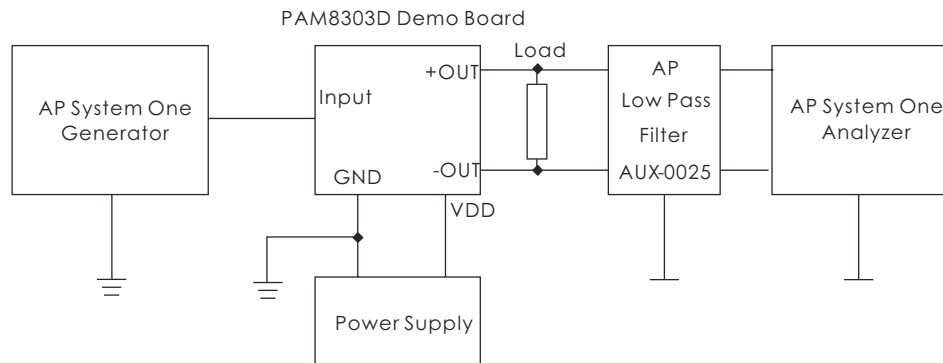 PAM8303D Demo Board
AP System One
Generator
Input
+OUT
-OUT
GND
VDD
Load
AP
Low Pass
Filter
AUX-0025
AP System One
Analyzer
Power Supply